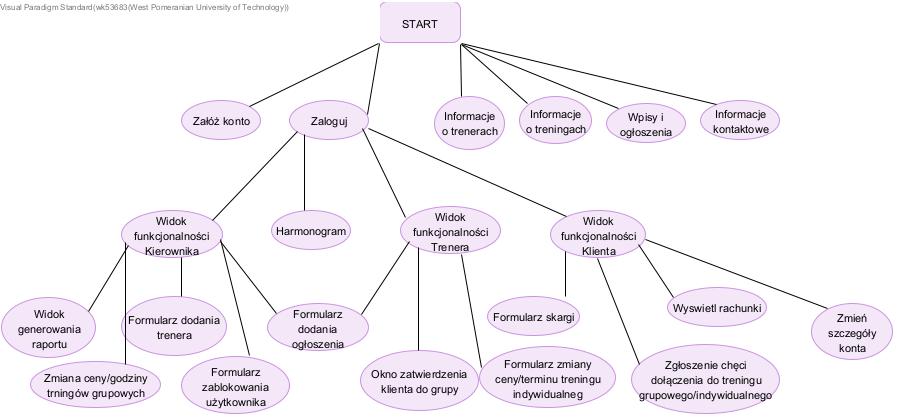 Visual Paradigm Standard(wk53683(West Pomeranian University of Technology))
START
Załóż konto
Zaloguj
Informacje
o trenerach
Informacje
o treningach
Wpisy i
ogłoszenia
Informacje
kontaktowe
Widok
funkcjonalności
Kierownika
Harmonogram
Widok
funkcjonalności
Trenera
Widok
funkcjonalności
Klienta
Widok
generowania
raportu
Formularz dodania
trenera
Formularz
dodania
ogłoszenia
Formularz skargi
Wyswietl rachunki
Zmień
szczegóły
konta
Zmiana ceny/godziny
trningów grupowych
Formularz
zablokowania
użytkownika
Okno zatwierdzenia
klienta do grupy
Formularz zmiany
ceny/terminu treningu
indywidualneg
Zgłoszenie chęci
dołączenia do treningu
grupowego/indywidualnego